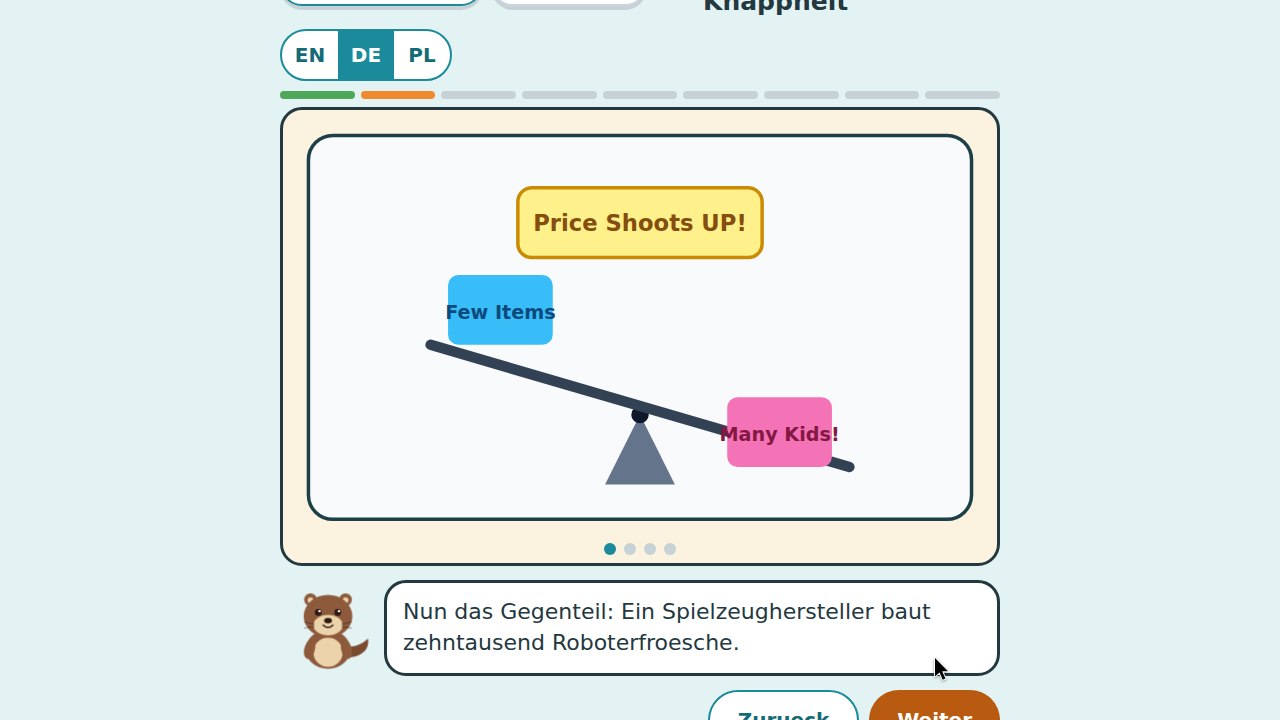 Knappheit
EN DE PL
Price Shoots UP!
Few Items
Many Kids!
Nun das Gegenteil: Ein Spielzeughersteller baut
zehntausend Roboterfroesche.
Zurueck Weiter